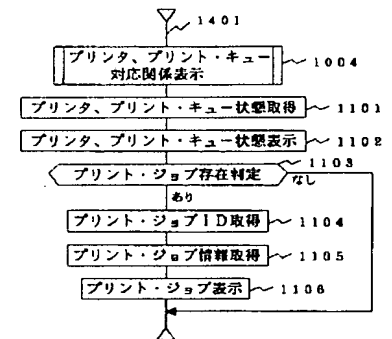 1401
プリンタ、プリント・キュー
対応関係表示
1004
プリンタ、プリント・キュー状態取得
1101
プリンタ、プリント・キュー状態表示
1102
1103
プリント・ジョブ存在判定
なし
あり
プリント・ジョブID取得
1104
プリント・ジョブ情報取得
1105
プリント・ジョブ表示
1106